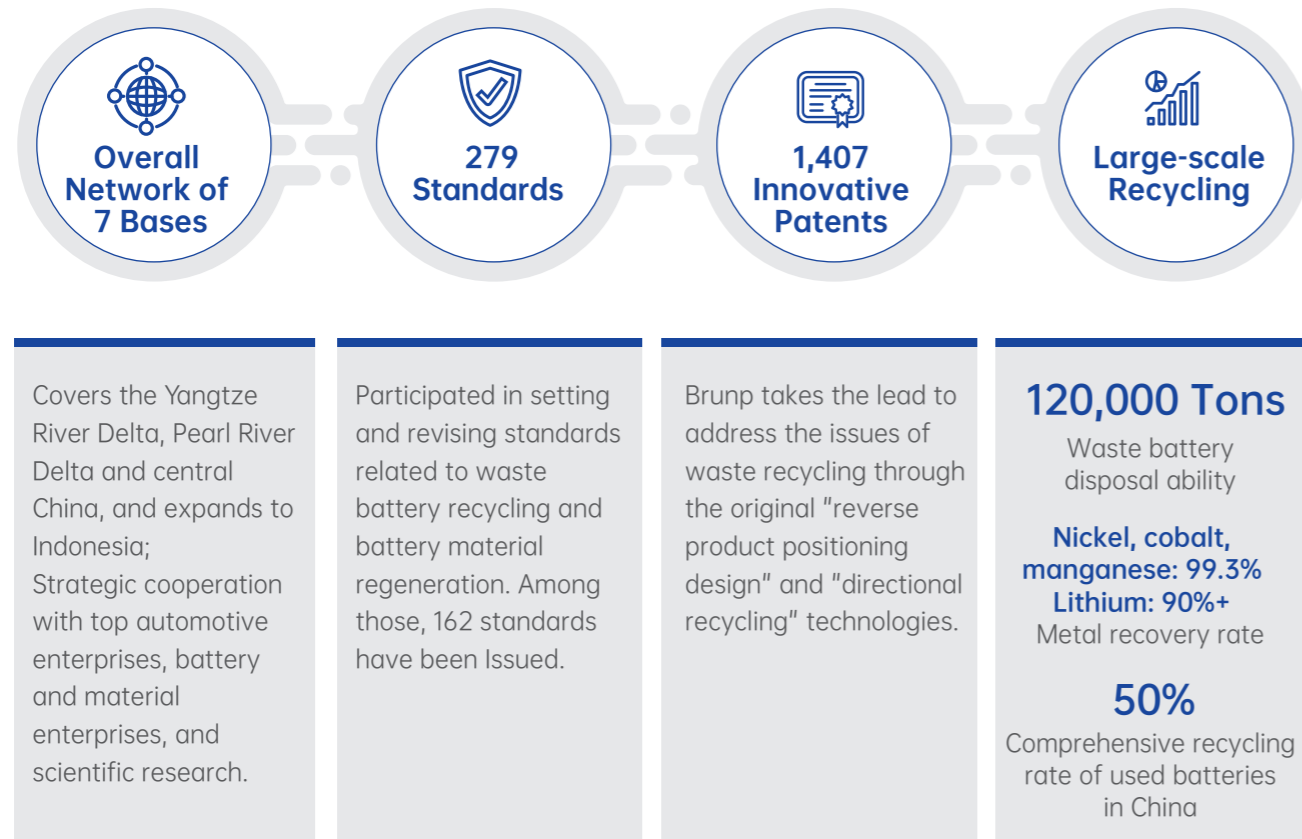 Overall
Network of
7 Bases
279
Standards
1,407
Innovative
Patents
Large-scale
Recycling
Covers the Yangtze
River Delta, Pearl River
Delta and central
China, and expands to
Indonesia;
Strategic cooperation
with top automotive
enterprises, battery
and material
enterprises, and
scientific research.
Participated in setting
and revising standards
related to waste
battery recycling and
battery material
regeneration. Among
those, 162 standards
have been Issued.
Brunp takes the lead to
address the issues of
waste recycling through
the original "reverse
product positioning
design" and "directional
recycling" technologies.
120,000 Tons
Waste battery
disposal ability
Nickel, cobalt,
manganese: 99.3%
Lithium: 90%+
Metal recovery rate
50%
Comprehensive recycling
rate of used batteries
in China